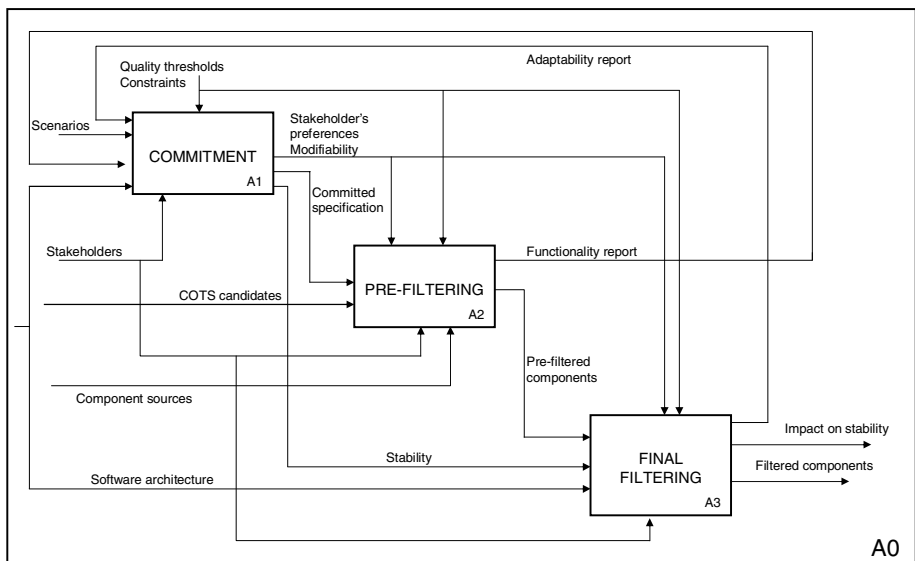 Adaptability report
Quality thresholds
Constraints
Scenarios
Stakeholder's
preferences
Modifiability
COMMITMENT
A1
Committed
specification
Stakeholders
Functionality report
PRE-FILTERING
COTS candidates
A2
Pre-filtered
components
Component sources
Impact on stability
Stability
FINAL
FILTERING
Filtered components
Software architecture
A3
A0